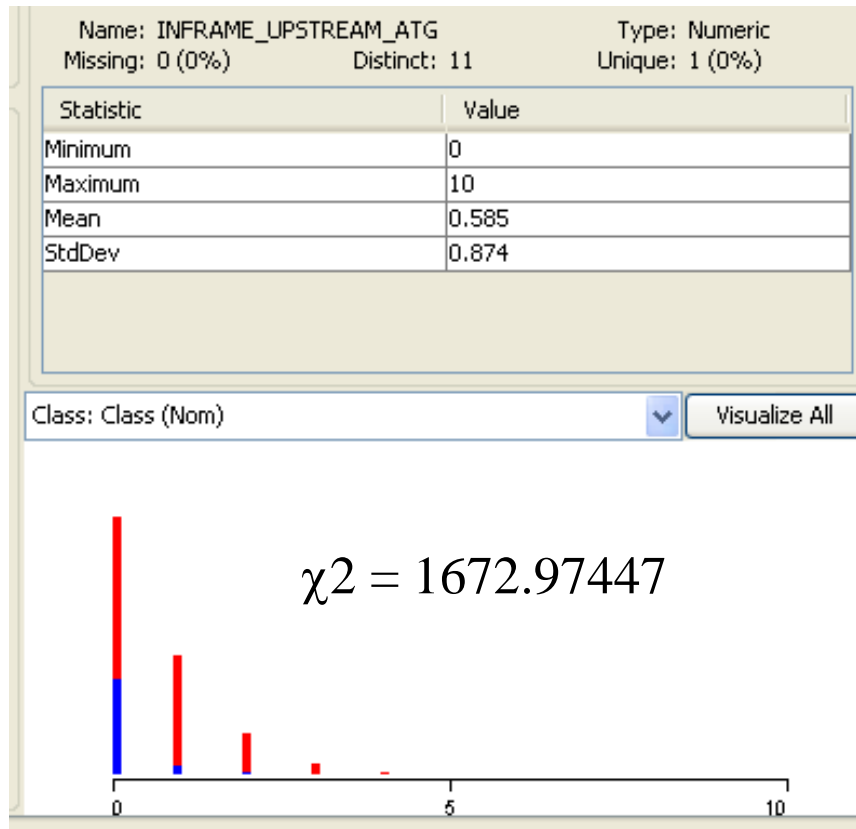 Name: INFRAME_UPSTREAM_ATG Type: Numeric
Missing: 0 (0%) Distinct: 11 Unique: 1 (0%)
Statistic Value
Minimum 0
Maximum 10
Mean 0.585
StdDev 0.874
Class: Class (Nom) Visualize All
χ2 = 1672.97447
0 5 10